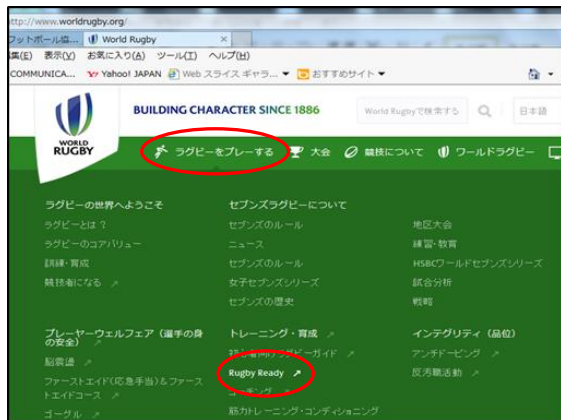 http://www.worldrugby.org/
フットボール協... World Rugby ×
集(E) 表示(V) お気に入り(A) ツール(T) ヘルプ(H)
COMMUNICA... Yahoo! JAPAN Web スライス ギャラ... おすすめサイト
BUILDING CHARACTER SINCE 1886
World Rugbyで検索する
日本語
WORLD
RUGBY
ラグビーをプレーする 大会 競技について ワールドラグビー
ラグビーの世界へようこそ
ラグビーとは？
ラグビーのコアバリュー
訓練・育成
競技者になる
セブンズラグビーについて
セブンズのルール
ニュース
セブンズのルール
女子セブンズシリーズ
セブンズの歴史
地区大会
練習・教育
HSBCワールドセブンズシリーズ
試合分析
戦略
プレーヤーウェルフェア（選手の身
の安全）
脳震盪
ファーストエイド(応急手当)&ファース
トエイドコース
ゴーグル
トレーニング・育成
初心者向けラグビーガイド
Rugby Ready
コーチング
筋力トレーニング・コンディショニング
インテグリティ（品位）
アンチドーピング
反汚職活動